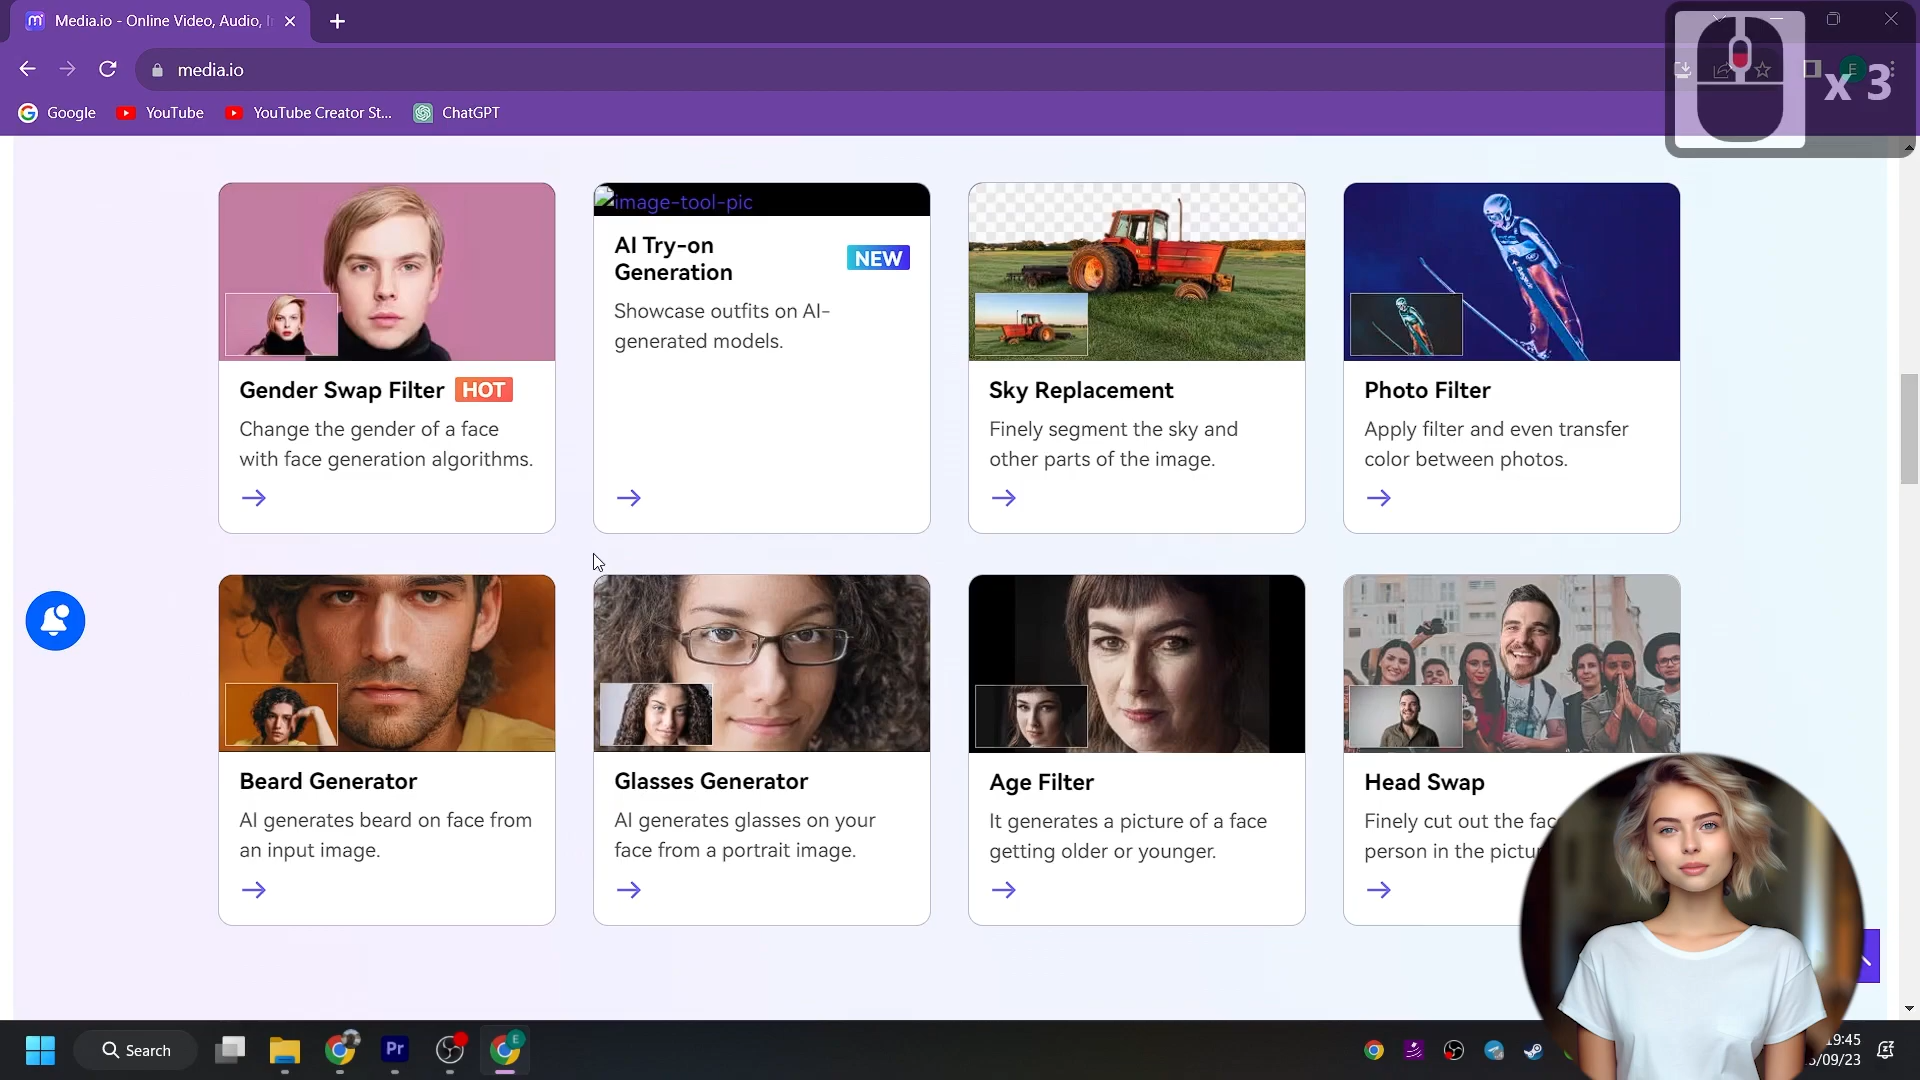 Media.io - Online Video, Audio, I
x 3
media.io
E
Google
YouTube
YouTube Creator St...
ChatGPT
image-tool-pic
AI Try-on
Generation
NEW
Showcase outfits on AI-
generated models.
Gender Swap Filter HOT
Change the gender of a face
with face generation algorithms.
Sky Replacement
Finely segment the sky and
other parts of the image.
Photo Filter
Apply filter and even transfer
color between photos.
Beard Generator
AI generates beard on face from
an input image.
Glasses Generator
AI generates glasses on your
face from a portrait image.
Age Filter
It generates a picture of a face
getting older or younger.
Head Swap
Finely cut out the fac
person in the pictu
Search
Pr
E
19:45
/09/23